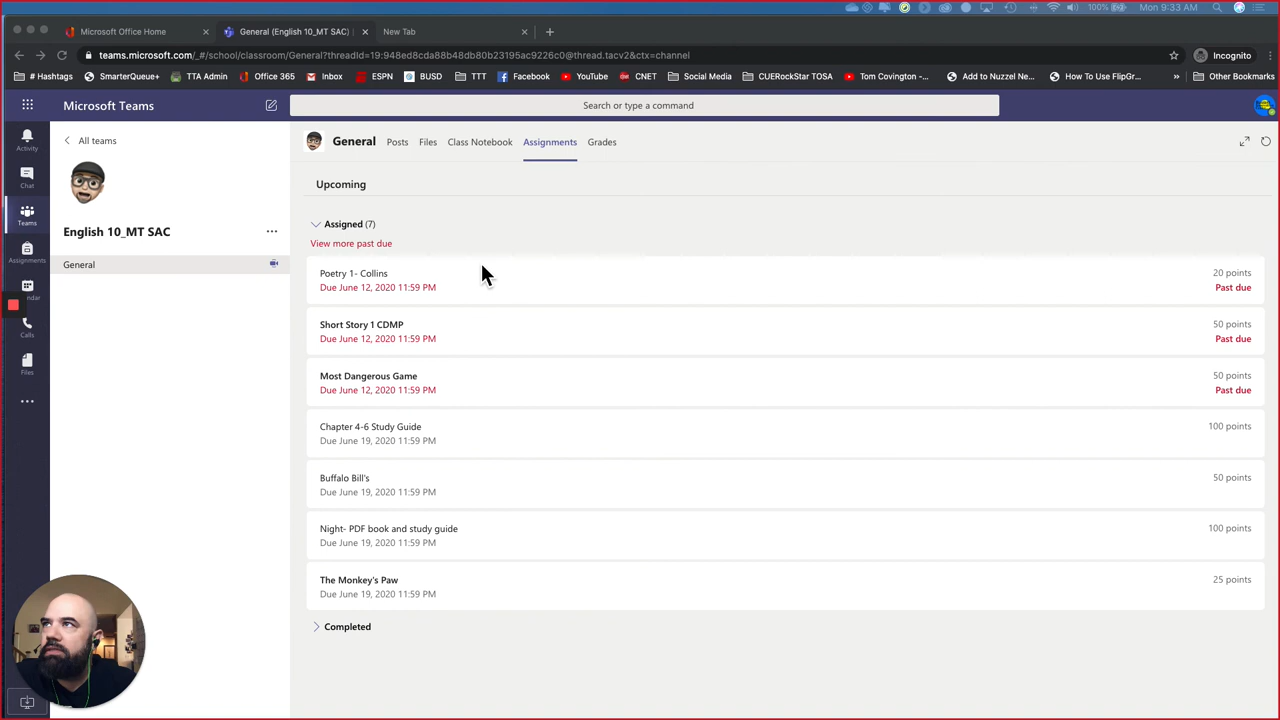 100%
Mon 9:33 AM
Microsoft Office Home
General (English 10_MT SAC) |
New Tab
teams.microsoft.com/_#/school/classroom/General?threadId=19:948ed8cda88b48db80b23195ac9226c0@thread.tacv2&ctx=channel
Incognito
# Hashtags
SmarterQueue+
TTA Admin
Office 365
Inbox
ESPN
BUSD
TTT
Facebook
YouTube
CNET
Social Media
CUERockStar TOSA
Tom Covington -...
Add to Nuzzel Ne...
How To Use FlipGr...
»
Other Bookmarks
Microsoft Teams
Search or type a command
Activity
Chat
Teams
Assignments
ndar
Calls
Files
All teams
English 10_MT SAC
General
General
Posts
Files
Class Notebook
Assignments
Grades
Upcoming
Assigned (7)
View more past due
Poetry 1- Collins
20 points
Due June 12, 2020 11:59 PM
Past due
Short Story 1 CDMP
50 points
Due June 12, 2020 11:59 PM
Past due
Most Dangerous Game
50 points
Due June 12, 2020 11:59 PM
Past due
Chapter 4-6 Study Guide
100 points
Due June 19, 2020 11:59 PM
Buffalo Bill's
50 points
Due June 19, 2020 11:59 PM
Night- PDF book and study guide
100 points
Due June 19, 2020 11:59 PM
The Monkey's Paw
25 points
Due June 19, 2020 11:59 PM
Completed